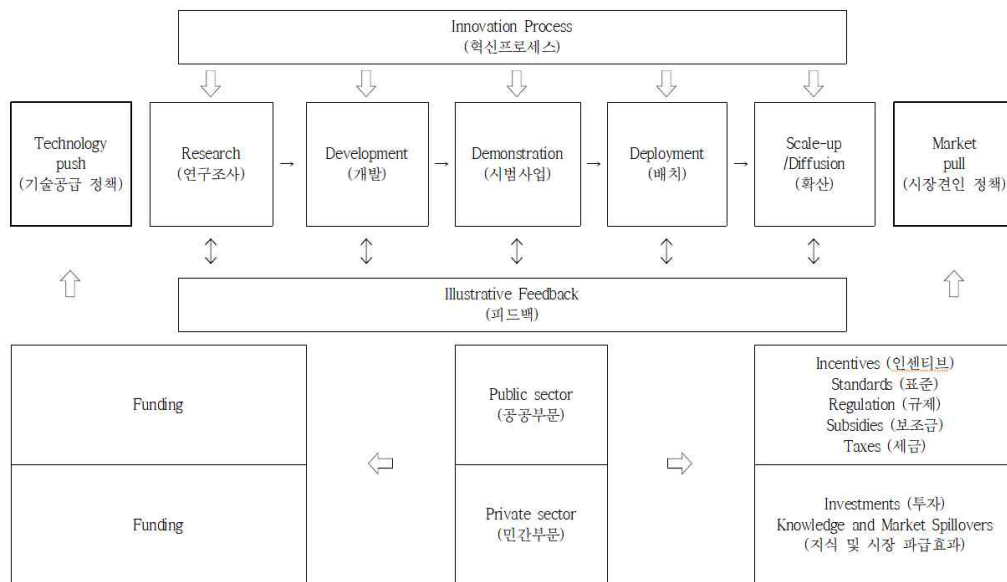 Innovation Process
(혁신프로세스)
Technology
push
(기술공급 정책)
Research
(연구조사)
→
Development
(개발)
→
Demonstration
(시범사업)
→
Deployment
(배치)
→
Scale-up
/Diffusion
(확산)
Market
pull
(시장견인 정책)
Illustrative Feedback
(피드백)
Funding
Public sector
(공공부문)
Incentives (인센티브)
Standards (표준)
Regulation (규제)
Subsidies (보조금)
Taxes (세금)
Funding
Private sector
(민간부문)
Investments (투자)
Knowledge and Market Spillovers
(지식 및 시장 파급효과)